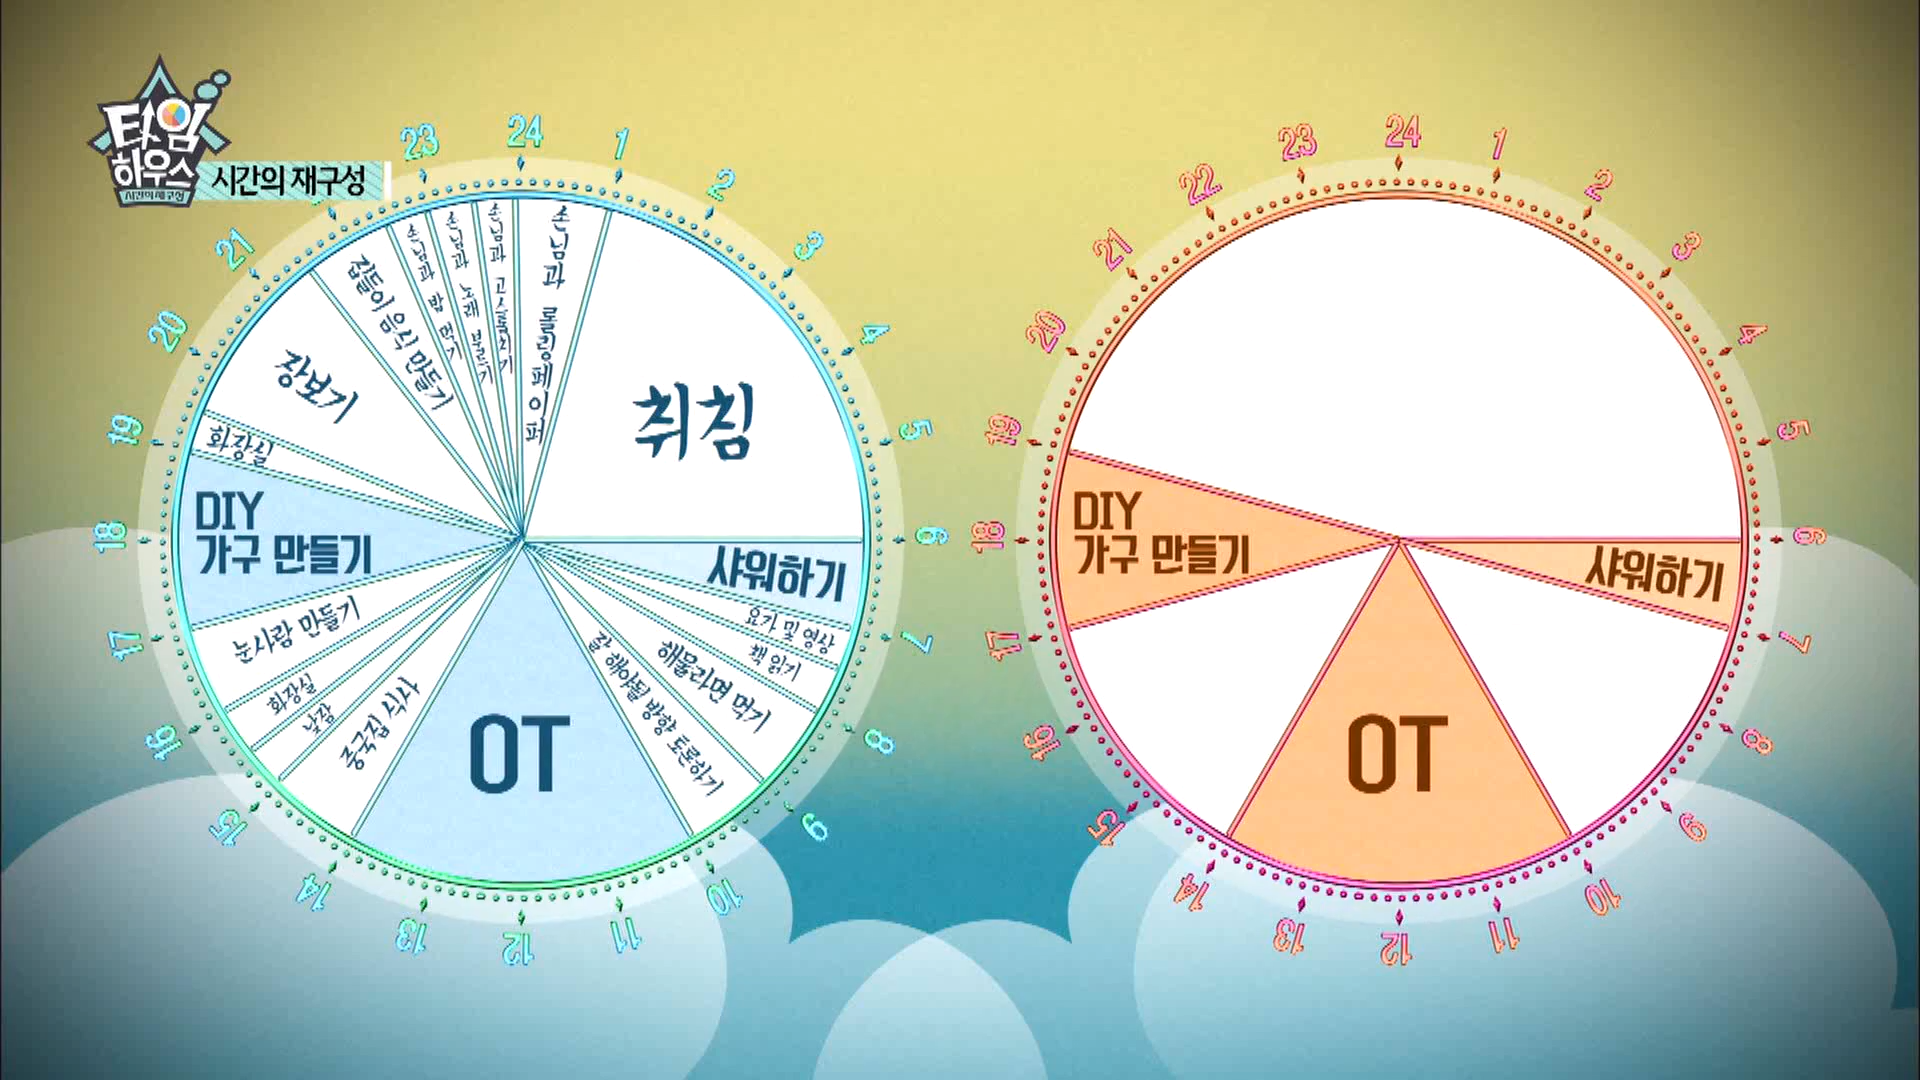 타임
하우스
시간의 재구성
시간의 재구성
23
24
1
2
3
4
5
6
7
8
9
10
11
12
13
14
15
16
17
18
19
20
21
손님과 롤링페이퍼
취침
샤워하기
요가 및 영상
책 읽기
해물라면 먹기
잘 해야될 방향 토론하기
OT
중국집 식사
낮잠
화장실
눈사람 만들기
DIY
가구 만들기
화장실
장보기
집들이 음식 만들기
손님과 밥 먹기
손님과 노래 부르기
손님과 고스톱치기
24
1
2
3
4
5
6
7
8
9
10
11
12
13
14
15
16
17
18
19
20
21
22
23
샤워하기
OT
DIY
가구 만들기